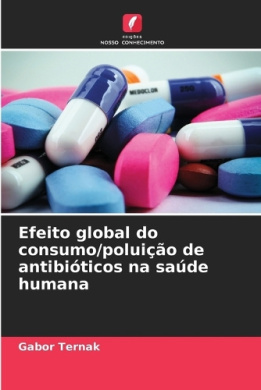 edições
NOSSO CONHECIMENTO
Efeito global do
consumo/poluição de
antibióticos na saúde
humana
Gabor Ternak